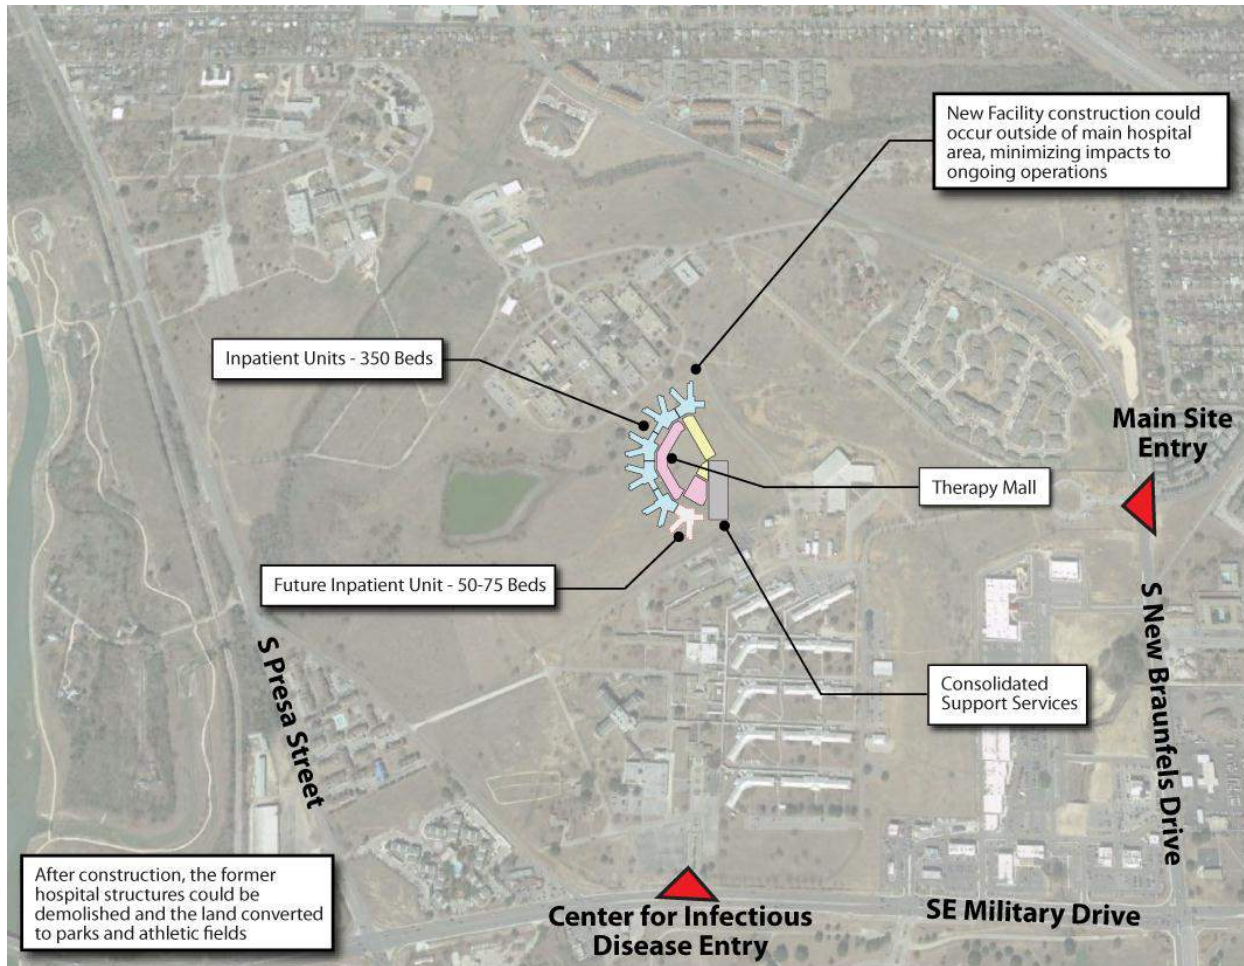 New Facility construction could
occur outside of main hospital
area, minimizing impacts to
ongoing operations
Inpatient Units - 350 Beds
Main Site
Entry
Therapy Mall
Future Inpatient Unit - 50-75 Beds
S Presa Street
S New Braunfels Drive
Consolidated
Support Services
After construction, the former
hospital structures could be
demolished and the land converted
to parks and athletic fields
Center for Infectious
Disease Entry
SE Military Drive